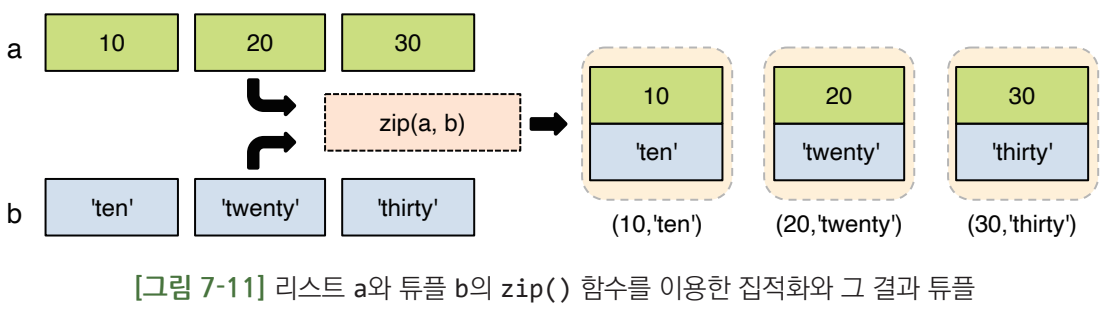 a 10 20 30
zip(a, b)
b 'ten' 'twenty' 'thirty'
10 20 30
'ten' 'twenty' 'thirty'
(10,'ten') (20,'twenty') (30,'thirty')
[그림 7-11] 리스트 a와 튜플 b의 zip() 함수를 이용한 집적화와 그 결과 튜플